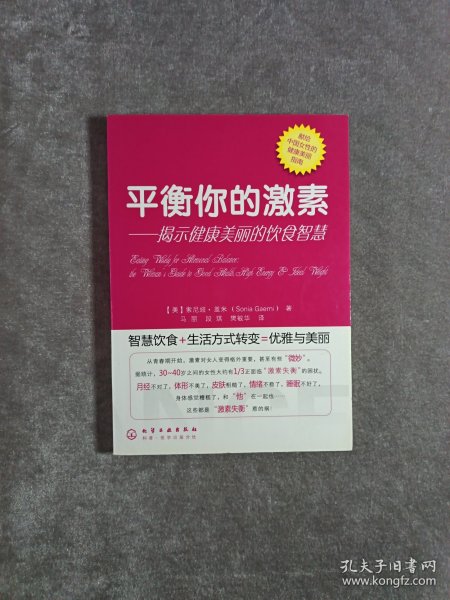 献给
中国女性的
健康美丽
指南
平衡你的激素
——揭示健康美丽的饮食智慧
Eating Wisely for Hormonal Balance:
the Woman's Guide to Good Health, High Energy & Ideal Weight
【美】索尼娅·盖米（Sonia Gaemi）著
马丽 段琪 贾毓华 译
智慧饮食+生活方式转变=优雅与美丽
从青春期开始，激素对女人变得格外重要，甚至有些“微妙”。
据统计，30~40岁之间的女性大约有1/3正面临“激素失衡”的困扰。
月经不对了，体形不美了，皮肤粗糙了，情绪不稳了，睡眠不好了，
身体感觉糟糕了，和“他”在一起也……
这些都是“激素失衡”惹的祸！
化学工业出版社
科普·医学出版分社
孔夫子旧书网
www.kongfz.com